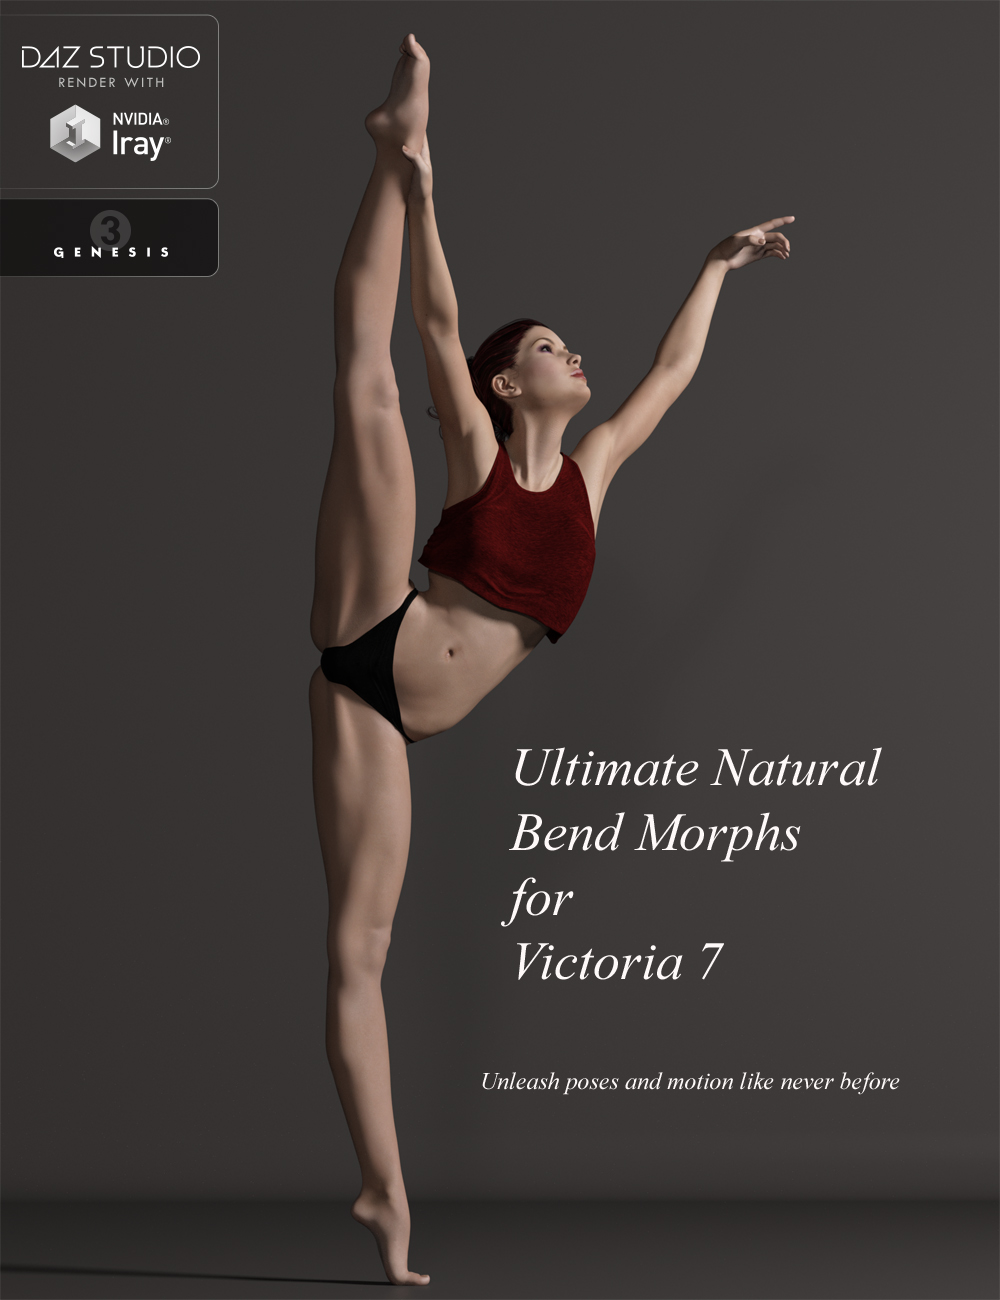 DAZ STUDIO
RENDER WITH
NVIDIA®
Iray®
3
GENESIS
Ultimate Natural
Bend Morphs
for
Victoria 7
Unleash poses and motion like never before